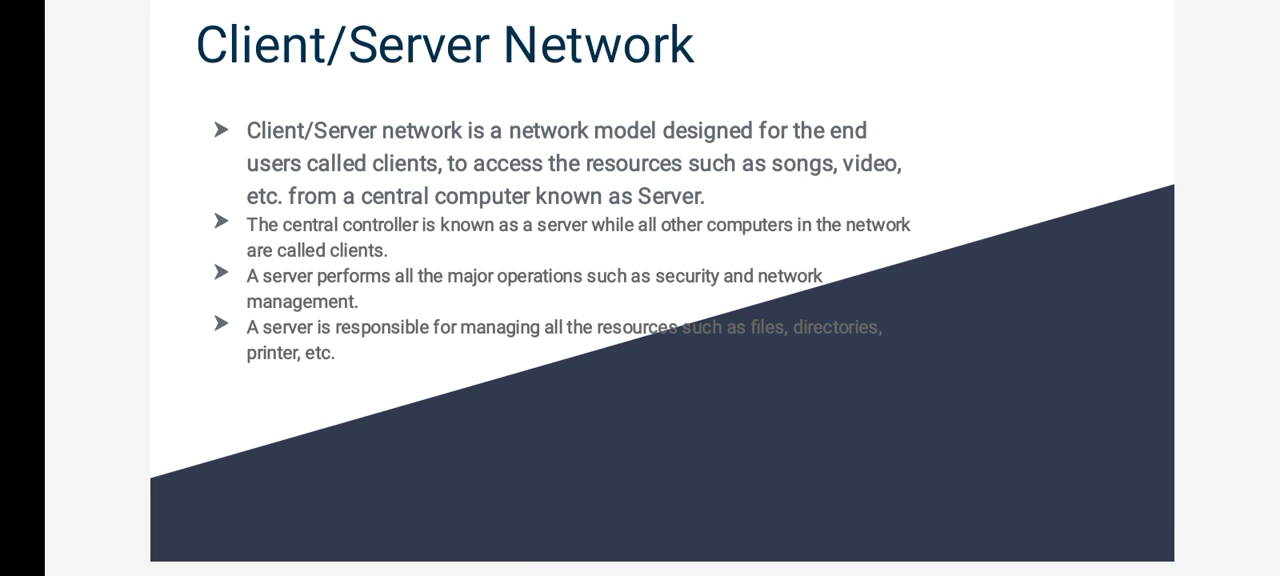 Client/Server Network
➤ Client/Server network is a network model designed for the end
users called clients, to access the resources such as songs, video,
etc. from a central computer known as Server.
➤ The central controller is known as a server while all other computers in the network
are called clients.
➤ A server performs all the major operations such as security and network
management.
➤ A server is responsible for managing all the resources such as files, directories,
printer, etc.